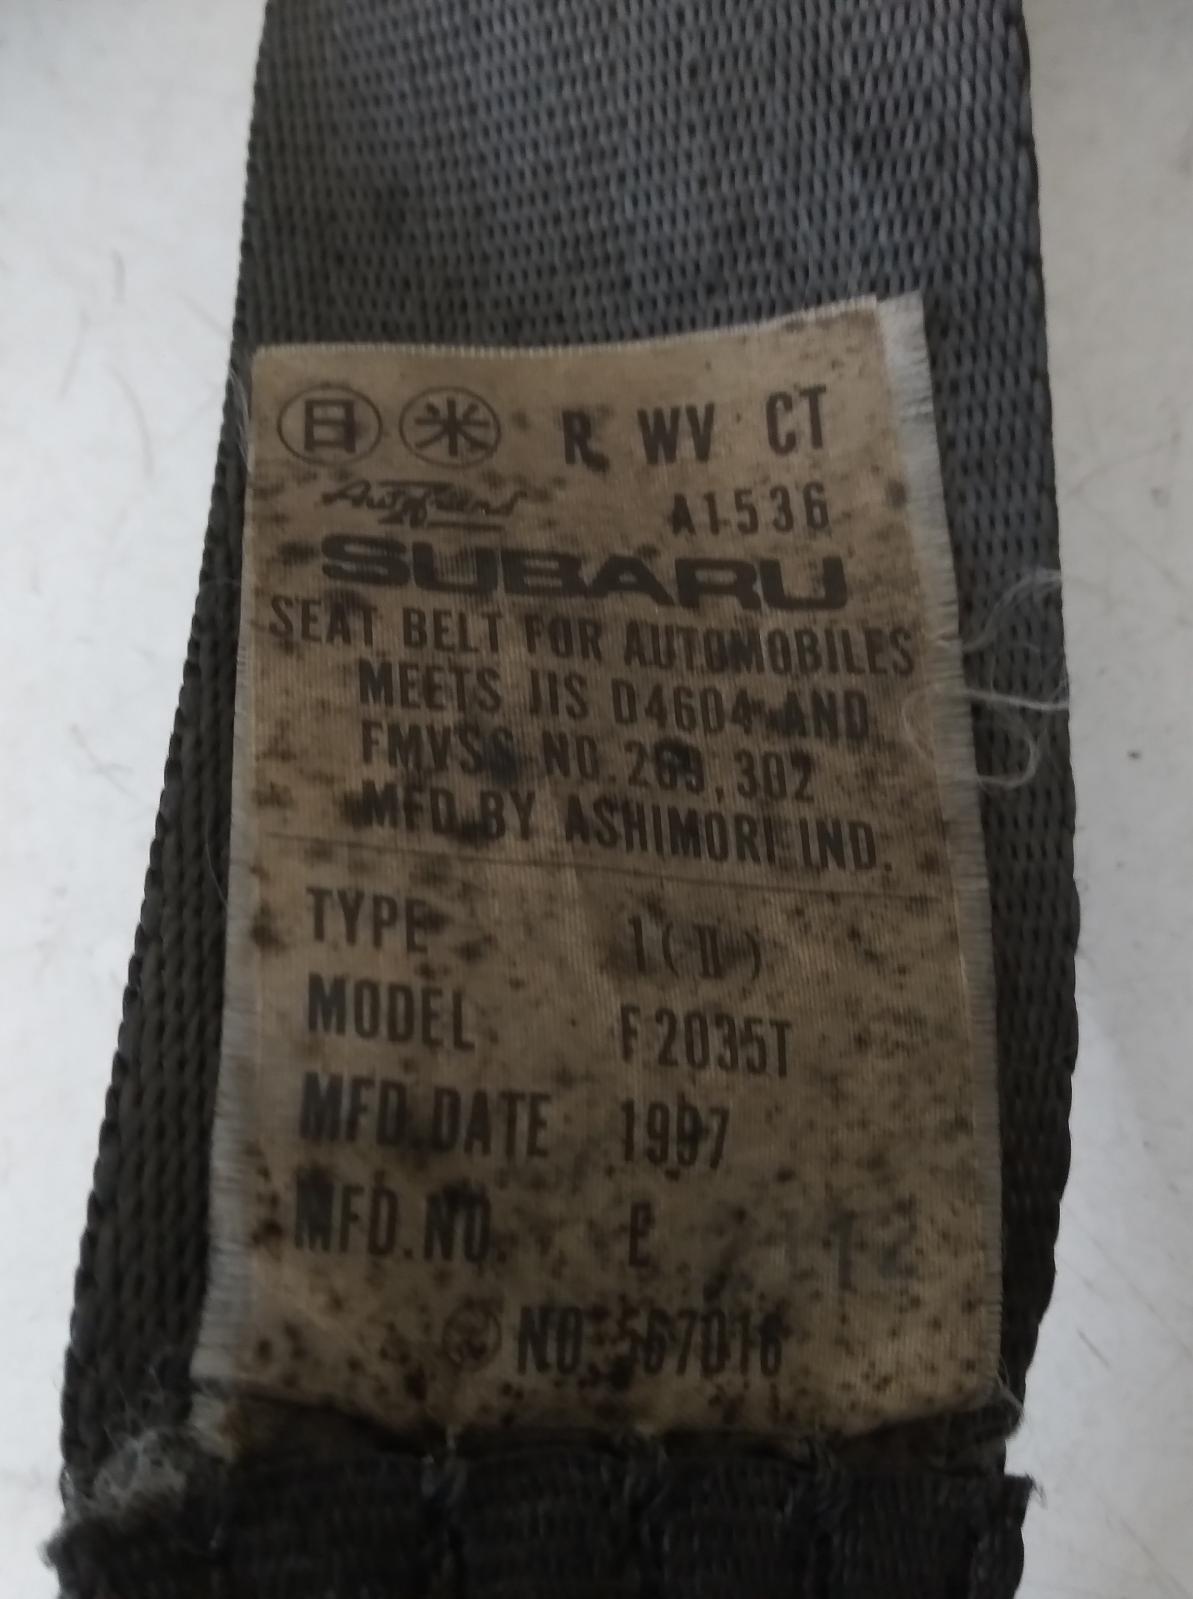 日 米 R WV CT
A1536
SUBARU
SEAT BELT FOR AUTOMOBILES
MEETS JIS D4604 AND
FMVSS NO. 209, 302
MFD.BY ASHIMORI IND.
TYPE 1(II)
MODEL F2035T
MFD.DATE 1997
MFD.NO. E
NO 567016